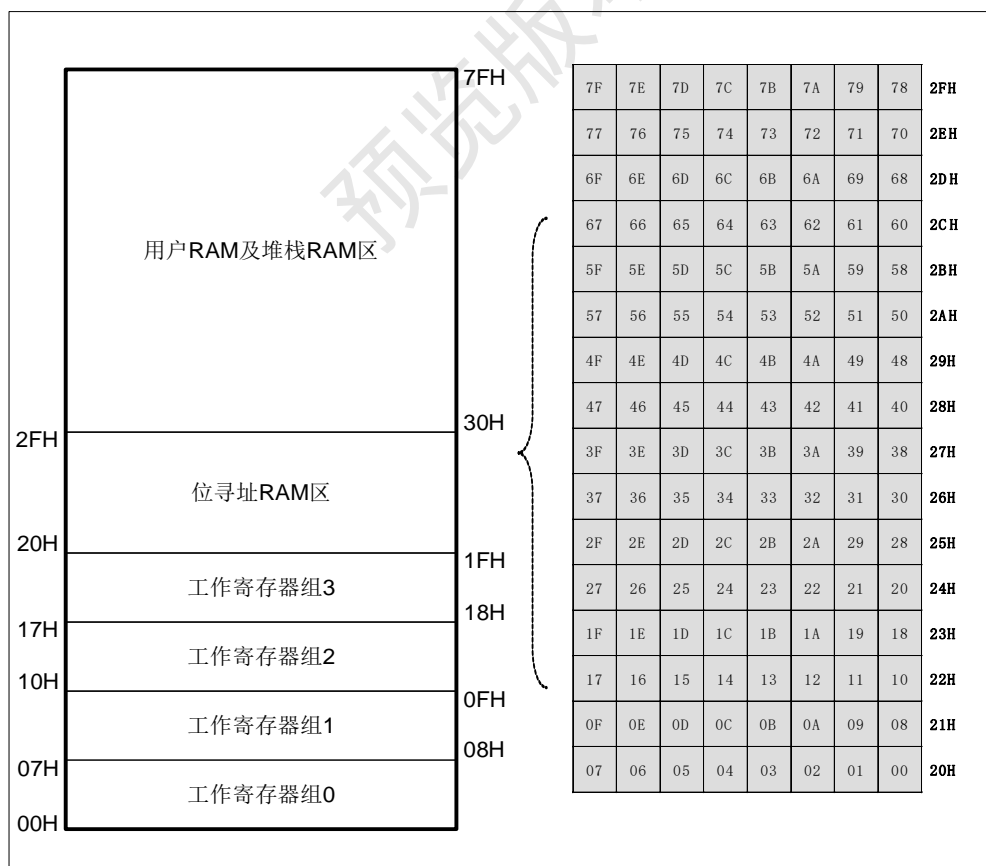 预览版
7FH
用户RAM及堆栈RAM区
30H
2FH
位寻址RAM区
20H
1FH
工作寄存器组3
18H
17H
工作寄存器组2
10H
0FH
工作寄存器组1
08H
07H
工作寄存器组0
00H
7F 7E 7D 7C 7B 7A 79 78 2FH
77 76 75 74 73 72 71 70 2EH
6F 6E 6D 6C 6B 6A 69 68 2DH
67 66 65 64 63 62 61 60 2CH
5F 5E 5D 5C 5B 5A 59 58 2BH
57 56 55 54 53 52 51 50 2AH
4F 4E 4D 4C 4B 4A 49 48 29H
47 46 45 44 43 42 41 40 28H
3F 3E 3D 3C 3B 3A 39 38 27H
37 36 35 34 33 32 31 30 26H
2F 2E 2D 2C 2B 2A 29 28 25H
27 26 25 24 23 22 21 20 24H
1F 1E 1D 1C 1B 1A 19 18 23H
17 16 15 14 13 12 11 10 22H
0F 0E 0D 0C 0B 0A 09 08 21H
07 06 05 04 03 02 01 00 20H